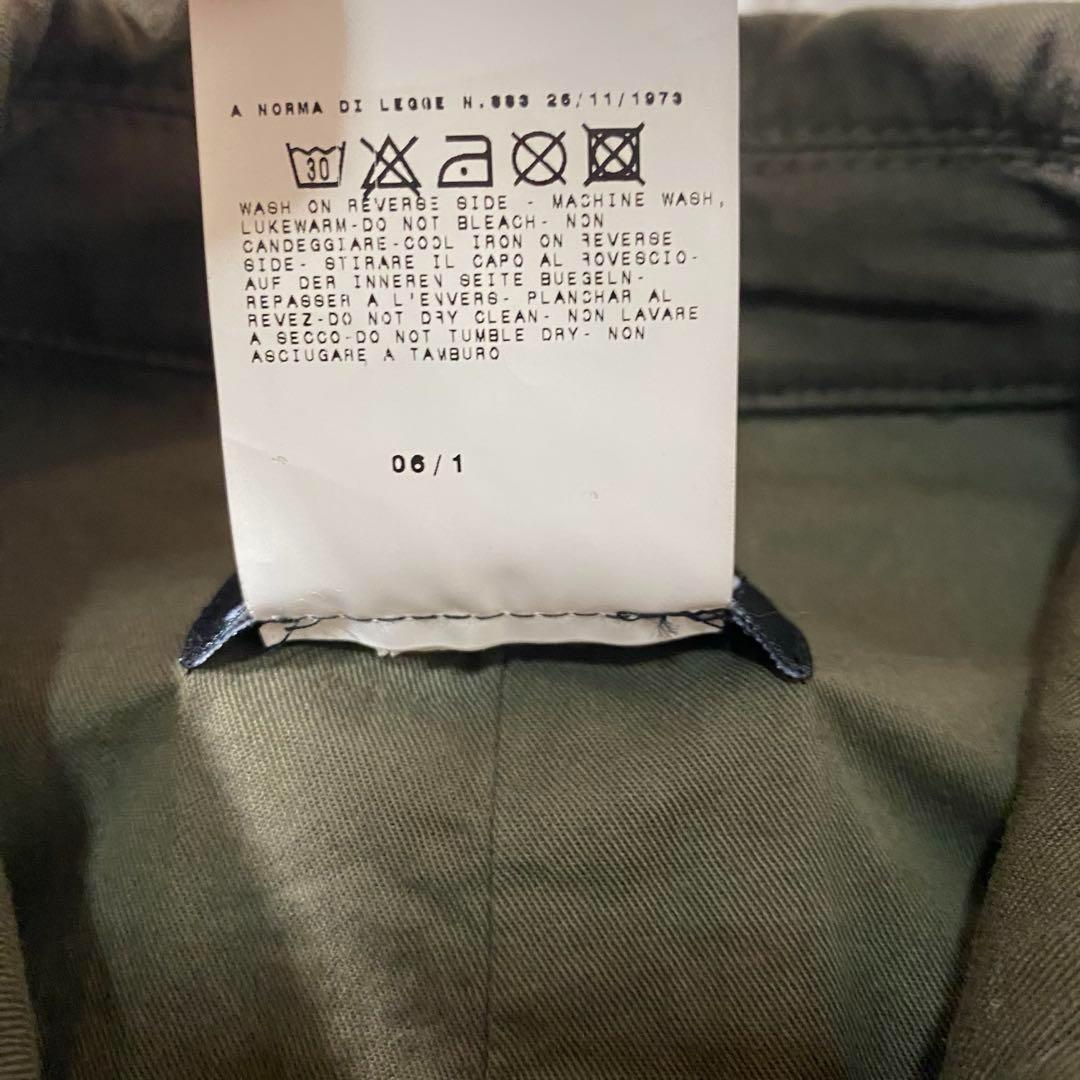 A NORMA DI LEGGE N.883 26/11/1973
30
WASH ON REVERSE SIDE - MACHINE WASH,
LUKEWARM-DO NOT BLEACH- NON
CANDEGGIARE-COOL IRON ON REVERSE
SIDE- STIRARE IL CAPO AL ROVESCIO-
AUF DER INNEREN SEITE BUEGELN-
REPASSER A L'ENVERS- PLANCHAR AL
REVEZ-DO NOT DRY CLEAN- NON LAVARE
A SECCO-DO NOT TUMBLE DRY- NON
ASCIUGARE A TAMBURO
06/1